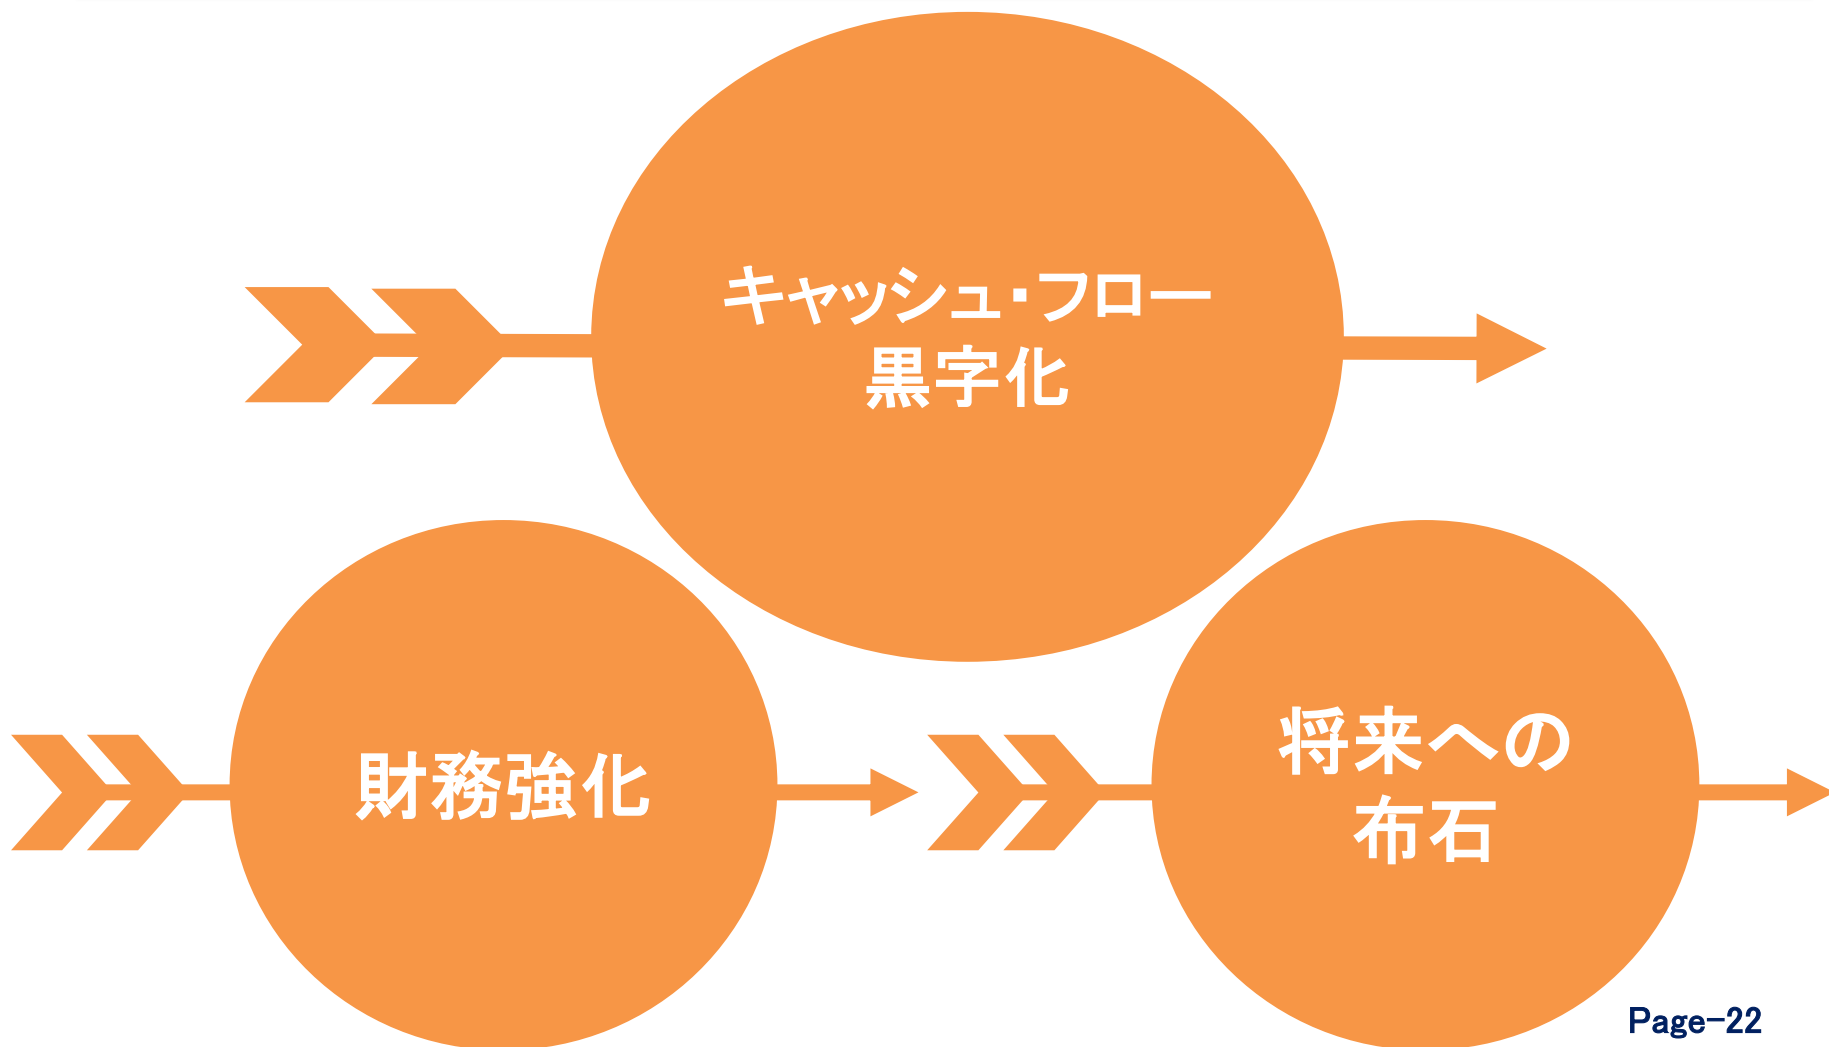 キャッシュ・フロー
黒字化
財務強化
将来への
布石
Page-22